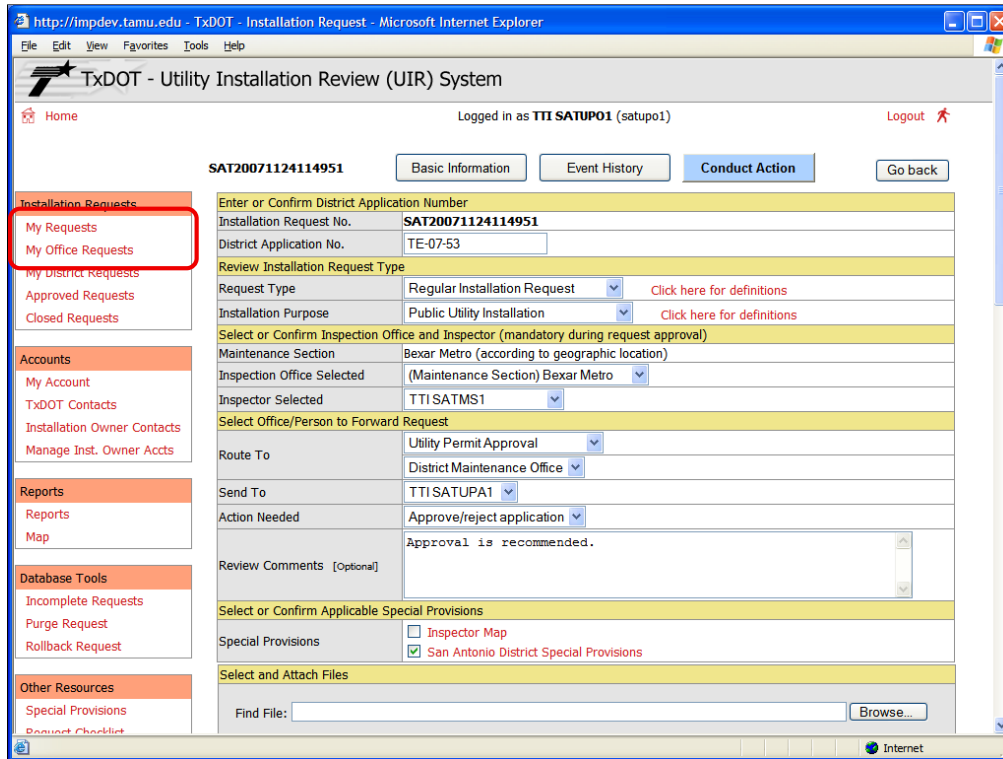 http://impdev.tamu.edu - TxDOT - Installation Request - Microsoft Internet Explorer
File Edit View Favorites Tools Help
TxDOT - Utility Installation Review (UIR) System
Home Logged in as TTI SATUPO1 (satupo1) Logout
SAT20071124114951 Basic Information Event History Conduct Action Go back
Installation Requests
My Requests
My Office Requests
My District Requests
Approved Requests
Closed Requests
Accounts
My Account
TxDOT Contacts
Installation Owner Contacts
Manage Inst. Owner Accts
Reports
Reports
Map
Database Tools
Incomplete Requests
Purge Request
Rollback Request
Other Resources
Special Provisions
Request Checklist
Enter or Confirm District Application Number
Installation Request No. SAT20071124114951
District Application No. TE-07-53
Review Installation Request Type
Request Type Regular Installation Request Click here for definitions
Installation Purpose Public Utility Installation Click here for definitions
Select or Confirm Inspection Office and Inspector (mandatory during request approval)
Maintenance Section Bexar Metro (according to geographic location)
Inspection Office Selected (Maintenance Section) Bexar Metro
Inspector Selected TTI SATMS1
Select Office/Person to Forward Request
Route To Utility Permit Approval
District Maintenance Office
Send To TTI SATUPA1
Action Needed Approve/reject application
Review Comments [Optional] Approval is recommended.
Select or Confirm Applicable Special Provisions
Special Provisions Inspector Map
San Antonio District Special Provisions
Select and Attach Files
Find File: Browse...
Internet